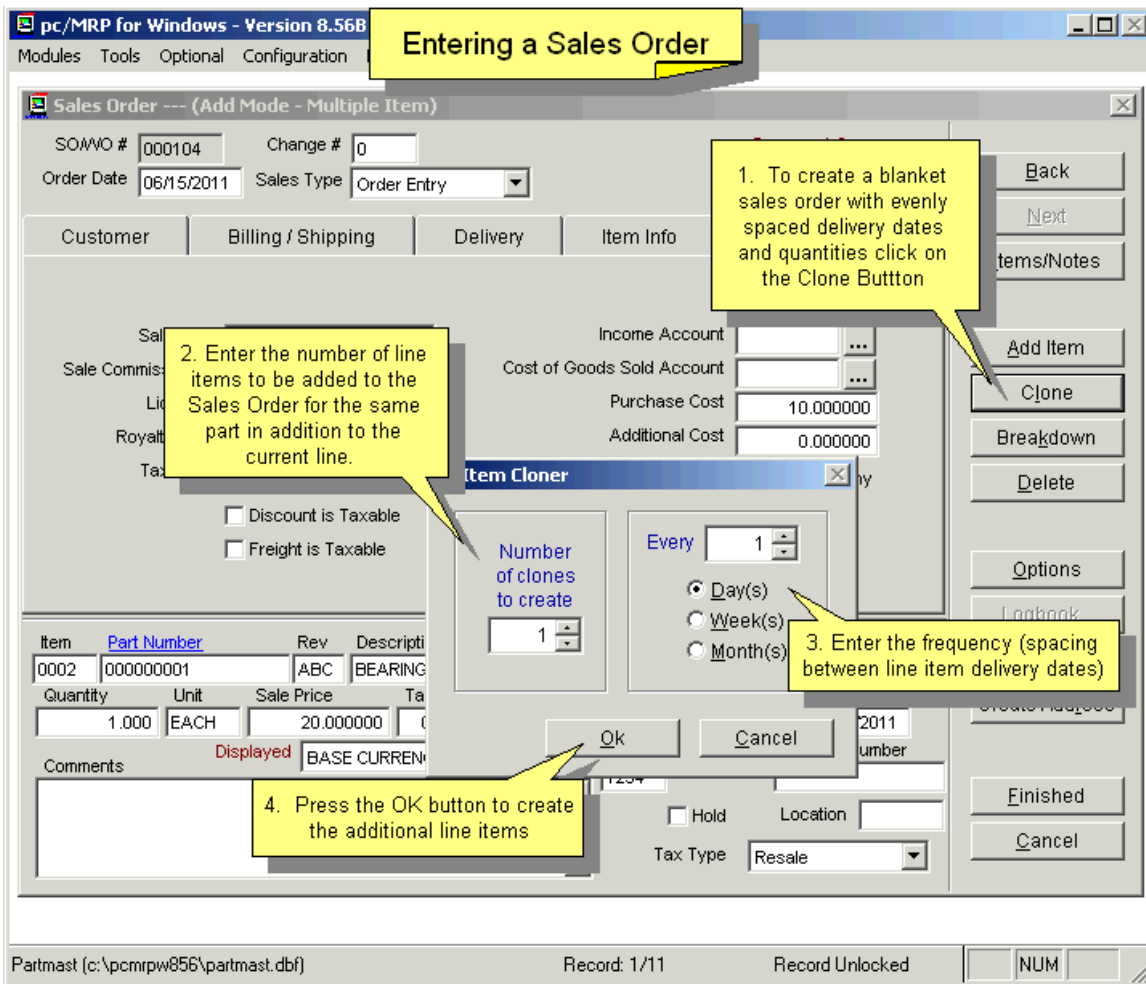 pc/MRP for Windows - Version 8.56B
Entering a Sales Order
Modules Tools Optional Configuration
Sales Order --- (Add Mode - Multiple Item)
SO/WO # 000104 Change # 0
Order Date 06/15/2011 Sales Type Order Entry
Customer Billing / Shipping Delivery Item Info
1. To create a blanket
sales order with evenly
spaced delivery dates
and quantities click on
the Clone Buttton
Back
Next
Items/Notes
Add Item
Clone
Breakdown
Delete
Options
Logbook
Finished
Cancel
2. Enter the number of line
items to be added to the
Sales Order for the same
part in addition to the
current line.
Income Account ...
Cost of Goods Sold Account ...
Purchase Cost 10.000000
Additional Cost 0.000000
Discount is Taxable
Freight is Taxable
Item Cloner
Number
of clones
to create
1
Every 1
Day(s)
Week(s)
Month(s)
Ok Cancel
3. Enter the frequency (spacing
between line item delivery dates)
Item Part Number Rev
0002 000000001 ABC BEARING
Quantity Unit Sale Price
1.000 EACH 20.000000
Displayed
Comments
4. Press the OK button to create
the additional line items
Hold Location
Tax Type Resale
Partmast (c:\pcmrpw856\partmast.dbf) Record: 1/11 Record Unlocked NUM